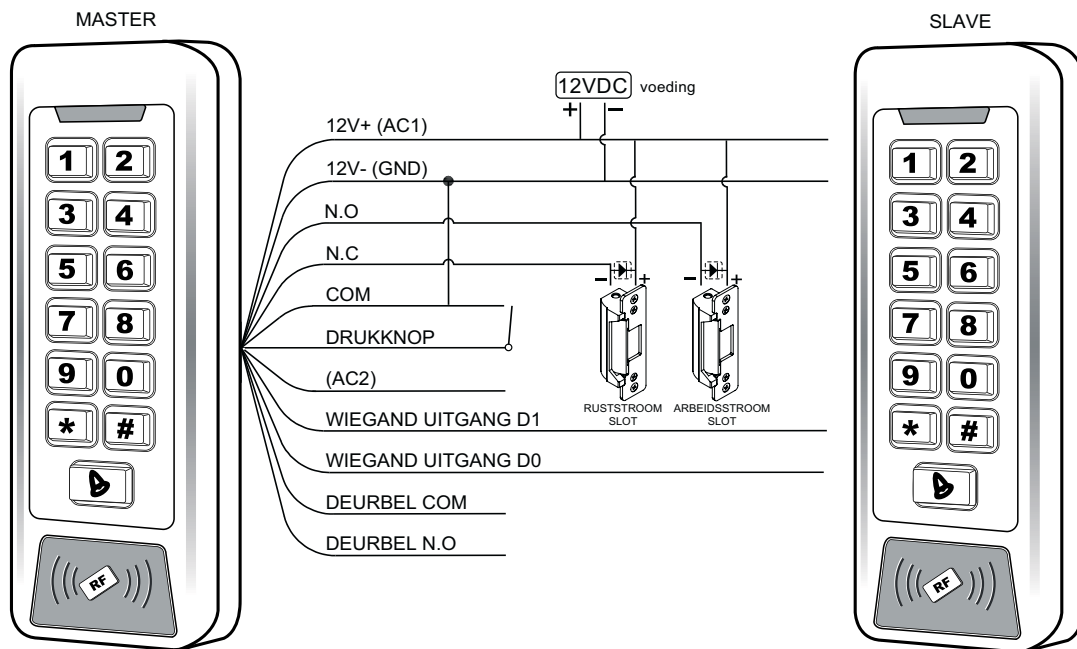 MASTER
1 2
3 4
5 6
7 8
9 0
* #
RF
12VDC voeding
+ −
12V+ (AC1)
12V- (GND)
N.O
N.C
COM
DRUKKNOP
(AC2)
WIEGAND UITGANG D1
WIEGAND UITGANG D0
DEURBEL COM
DEURBEL N.O
− +
RUSTSTROOM
SLOT
− +
ARBEIDSSTROOM
SLOT
SLAVE
1 2
3 4
5 6
7 8
9 0
* #
RF